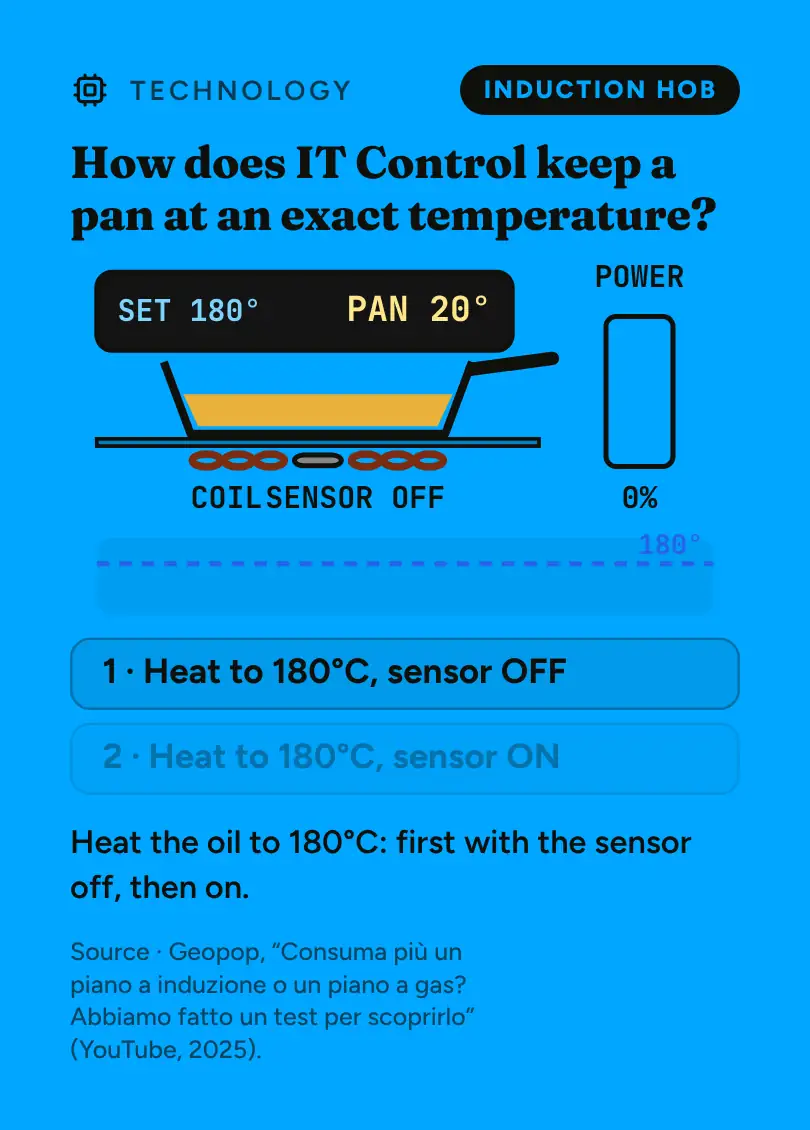 TECHNOLOGY
INDUCTION HOB
How does IT Control keep a
pan at an exact temperature?
POWER
SET 180°
PAN 20°
COIL
SENSOR OFF
0%
180°
1 · Heat to 180°C, sensor OFF
2 · Heat to 180°C, sensor ON
Heat the oil to 180°C: first with the sensor
off, then on.
Source · Geopop, “Consuma più un
piano a induzione o un piano a gas?
Abbiamo fatto un test per scoprirlo”
(YouTube, 2025).